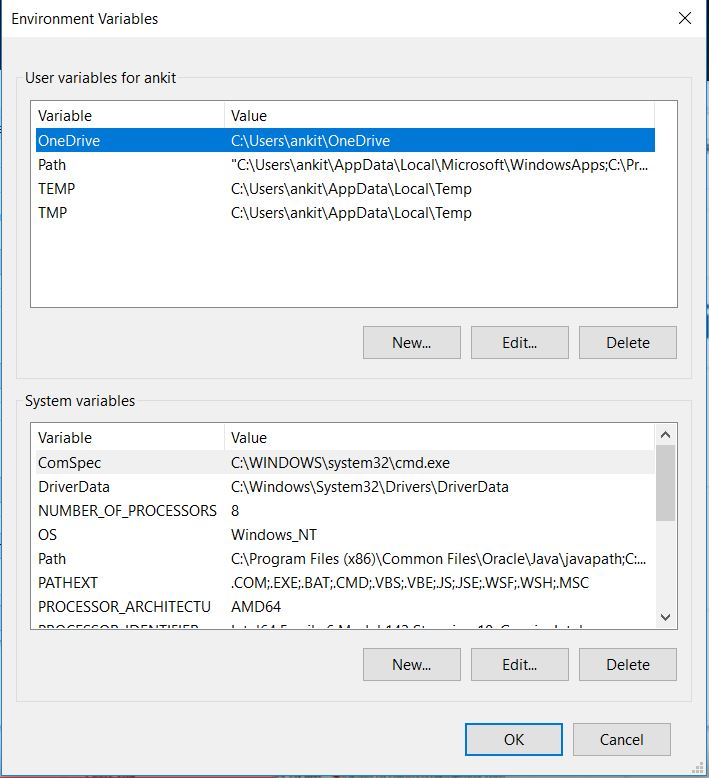 Environment Variables
User variables for ankit
Variable Value
OneDrive C:\Users\ankit\OneDrive
Path "C:\Users\ankit\AppData\Local\Microsoft\WindowsApps;C:\Pr...
TEMP C:\Users\ankit\AppData\Local\Temp
TMP C:\Users\ankit\AppData\Local\Temp
New... Edit... Delete
System variables
Variable Value
ComSpec C:\WINDOWS\system32\cmd.exe
DriverData C:\Windows\System32\Drivers\DriverData
NUMBER_OF_PROCESSORS 8
OS Windows_NT
Path C:\Program Files (x86)\Common Files\Oracle\Java\javapath;C:...
PATHEXT .COM;.EXE;.BAT;.CMD;.VBS;.VBE;.JS;.JSE;.WSF;.WSH;.MSC
PROCESSOR_ARCHITECTU AMD64
PROCESSOR_IDENTIFIER
New... Edit... Delete
OK Cancel